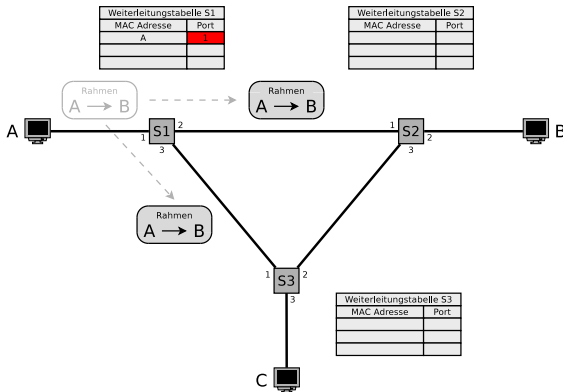 Weiterleitungstabelle S1
MAC Adresse Port
A 1
Weiterleitungstabelle S2
MAC Adresse Port
Rahmen
A B
Rahmen
A B
A
1
S1
2
3
1
S2
2
3
B
Rahmen
A B
1
S3
2
3
Weiterleitungstabelle S3
MAC Adresse Port
C